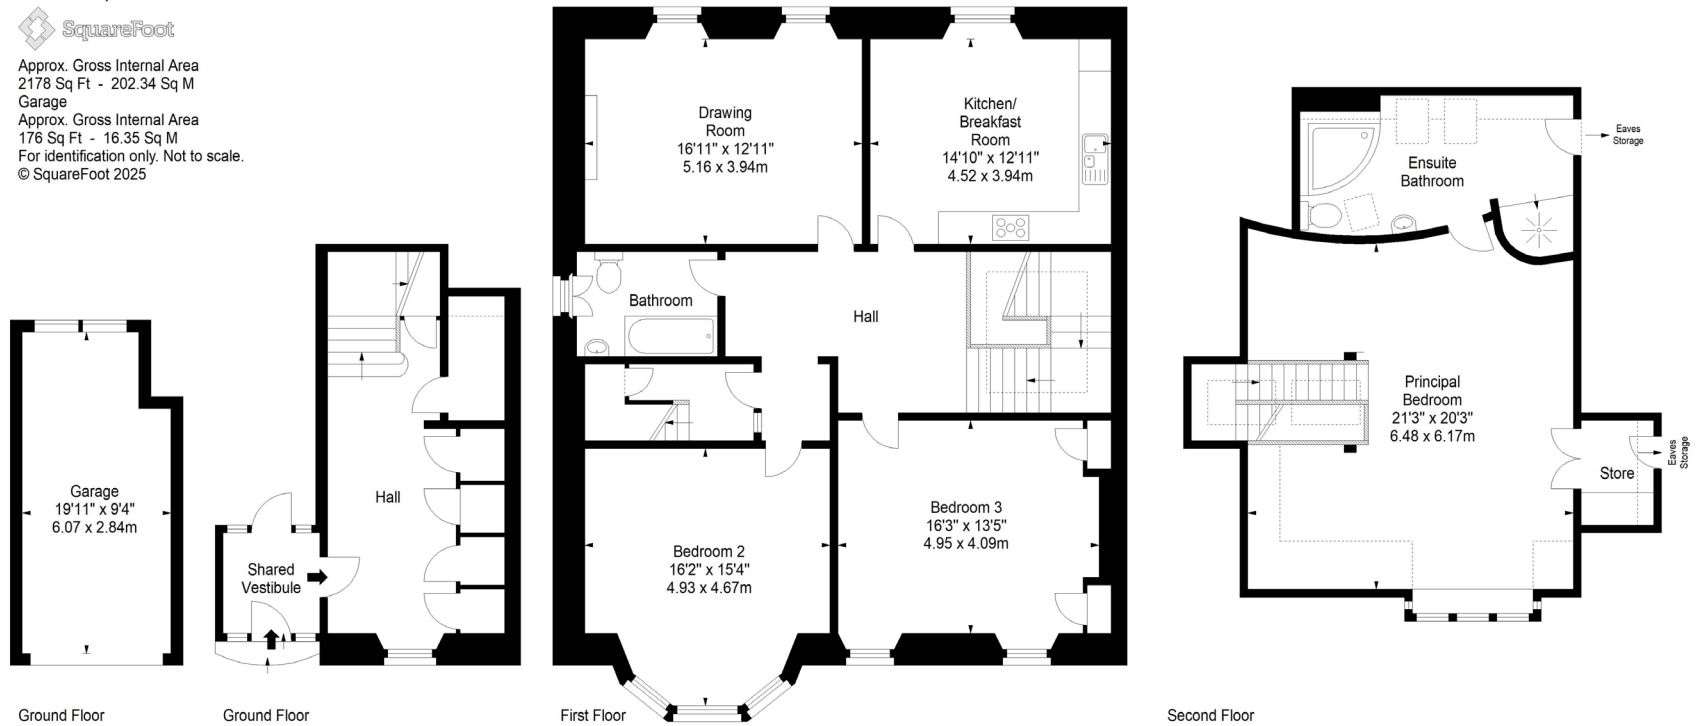 SquareFoot
Approx. Gross Internal Area
2178 Sq Ft - 202.34 Sq M
Garage
Approx. Gross Internal Area
176 Sq Ft - 16.35 Sq M
For identification only. Not to scale.
© SquareFoot 2025
Garage
19'11" x 9'4"
6.07 x 2.84m
Ground Floor
Hall
Shared
Vestibule
Ground Floor
Drawing
Room
16'11" x 12'11"
5.16 x 3.94m
Kitchen/
Breakfast
Room
14'10" x 12'11"
4.52 x 3.94m
Bathroom
Hall
Bedroom 2
16'2" x 15'4"
4.93 x 4.67m
Bedroom 3
16'3" x 13'5"
4.95 x 4.09m
First Floor
Ensuite
Bathroom
Eaves
Storage
Principal
Bedroom
21'3" x 20'3"
6.48 x 6.17m
Store
Eaves
Storage
Second Floor